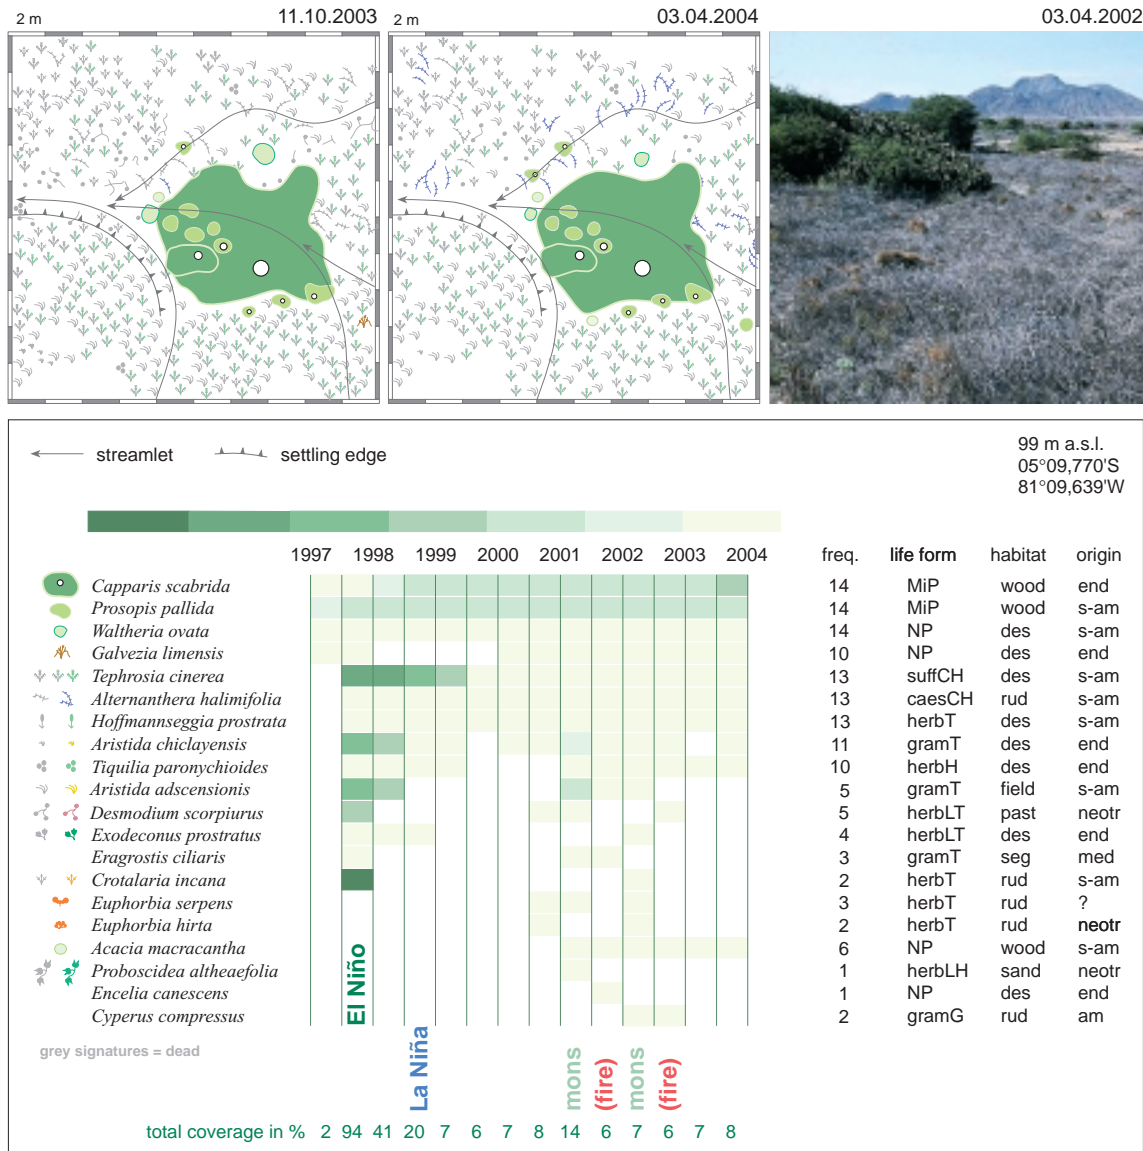 2 m 11.10.2003 2 m 03.04.2004 03.04.2002
streamlet settling edge
99 m a.s.l.
05°09,770'S
81°09,639'W
1997 1998 1999 2000 2001 2002 2003 2004 freq. life form habitat origin
Capparis scabrida 14 MiP wood end
Prosopis pallida 14 MiP wood s-am
Waltheria ovata 14 NP des s-am
Galvezia limensis 10 NP des end
Tephrosia cinerea 13 suffCH des s-am
Alternanthera halimifolia 13 caesCH rud s-am
Hoffmannseggia prostrata 13 herbT des s-am
Aristida chiclayensis 11 gramT des end
Tiquilia paronychioides 10 herbH des end
Aristida adscensionis 5 gramT field s-am
Desmodium scorpiurus 5 herbLT past neotr
Exodeconus prostratus 4 herbLT des end
Eragrostis ciliaris 3 gramT seg med
Crotalaria incana 2 herbT rud s-am
Euphorbia serpens 3 herbT rud ?
Euphorbia hirta 2 herbT rud neotr
Acacia macracantha 6 NP wood s-am
Proboscidea althaeefolia 1 herbLH sand neotr
Encelia canescens 1 NP des end
Cyperus compressus 2 gramG rud am
El Niño
La Niña
mons
(fire)
mons
(fire)
grey signatures = dead
total coverage in % 2 94 41 20 7 6 7 8 14 6 7 6 7 8